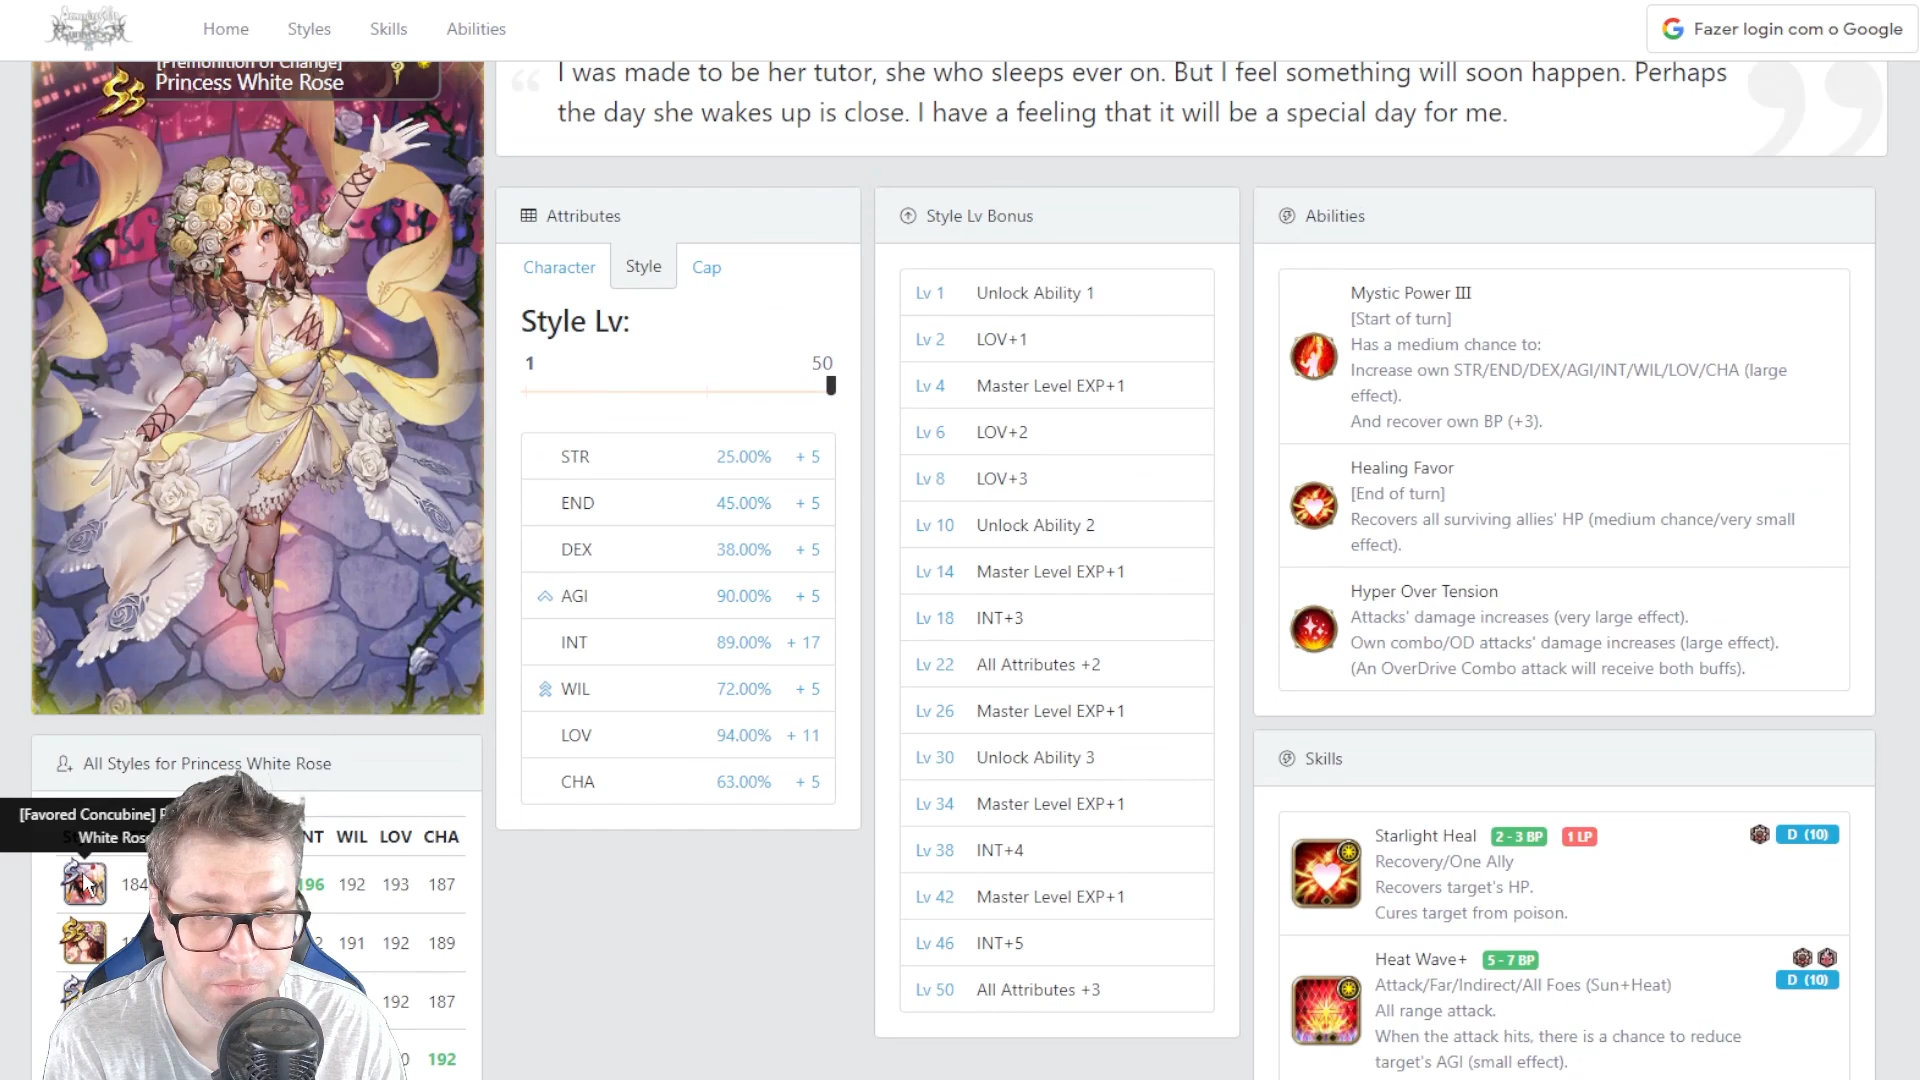 Home
Styles
Skills
Abilities
Fazer login com o Google
[Premonition of Change]
Princess White Rose
SS
I was made to be her tutor, she who sleeps ever on. But I feel something will soon happen. Perhaps
the day she wakes up is close. I have a feeling that it will be a special day for me.
Attributes
Character
Style
Cap
Style Lv:
1
50
STR 25.00% + 5
END 45.00% + 5
DEX 38.00% + 5
AGI 90.00% + 5
INT 89.00% + 17
WIL 72.00% + 5
LOV 94.00% + 11
CHA 63.00% + 5
Style Lv Bonus
Lv 1 Unlock Ability 1
Lv 2 LOV+1
Lv 4 Master Level EXP+1
Lv 6 LOV+2
Lv 8 LOV+3
Lv 10 Unlock Ability 2
Lv 14 Master Level EXP+1
Lv 18 INT+3
Lv 22 All Attributes +2
Lv 26 Master Level EXP+1
Lv 30 Unlock Ability 3
Lv 34 Master Level EXP+1
Lv 38 INT+4
Lv 42 Master Level EXP+1
Lv 46 INT+5
Lv 50 All Attributes +3
Abilities
Mystic Power III
[Start of turn]
Has a medium chance to:
Increase own STR/END/DEX/AGI/INT/WIL/LOV/CHA (large
effect).
And recover own BP (+3).
Healing Favor
[End of turn]
Recovers all surviving allies' HP (medium chance/very small
effect).
Hyper Over Tension
Attacks' damage increases (very large effect).
Own combo/OD attacks' damage increases (large effect).
(An OverDrive Combo attack will receive both buffs).
Skills
Starlight Heal 2 - 3 BP 1 LP D (10)
Recovery/One Ally
Recovers target's HP.
Cures target from poison.
Heat Wave+ 5 - 7 BP D (10)
Attack/Far/Indirect/All Foes (Sun+Heat)
All range attack.
When the attack hits, there is a chance to reduce
target's AGI (small effect).
All Styles for Princess White Rose
[Favored Concubine]
White Rose
WIL LOV CHA
S 184 196 192 193 187
SS 191 192 189
192 187
192